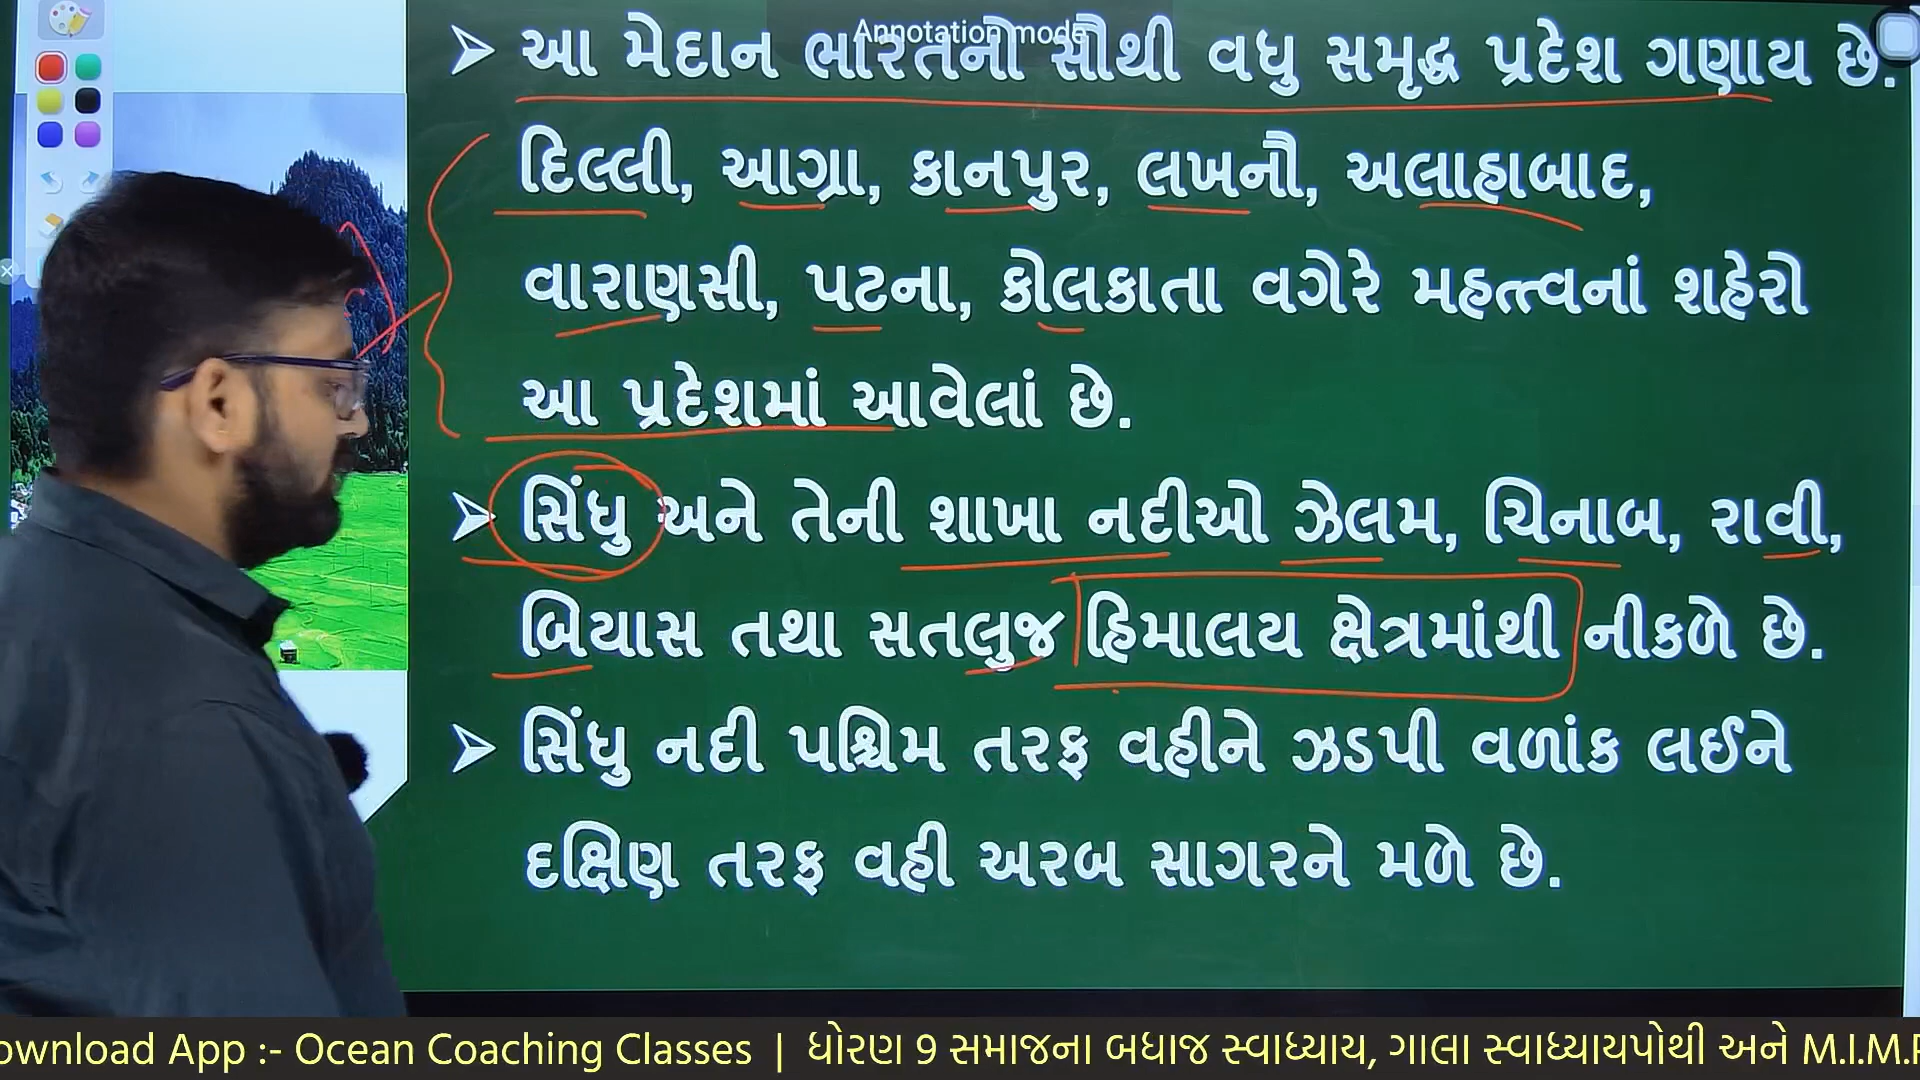 Annotation mode
➤ આ મેદાન ભારતનો સૌથી વધુ સમૃદ્ધ પ્રદેશ ગણાય છે.
દિલ્લી, આગ્રા, કાનપુર, લખનૌ, અલાહાબાદ,
વારાણસી, પટના, કોલકાતા વગેરે મહત્ત્વનાં શહેરો
આ પ્રદેશમાં આવેલાં છે.
➤ સિંધુ અને તેની શાખા નદીઓ ઝેલમ, ચિનાબ, રાવી,
બિયાસ તથા સતલુજ હિમાલય ક્ષેત્રમાંથી નીકળે છે.
➤ સિંધુ નદી પશ્ચિમ તરફ વહીને ઝડપી વળાંક લઈને
દક્ષિણ તરફ વહી અરબ સાગરને મળે છે.
ownload App :- Ocean Coaching Classes | ધોરણ 9 સમાજના બધાજ સ્વાધ્યાય, ગાલા સ્વાધ્યાયપોથી અને M.I.M.P